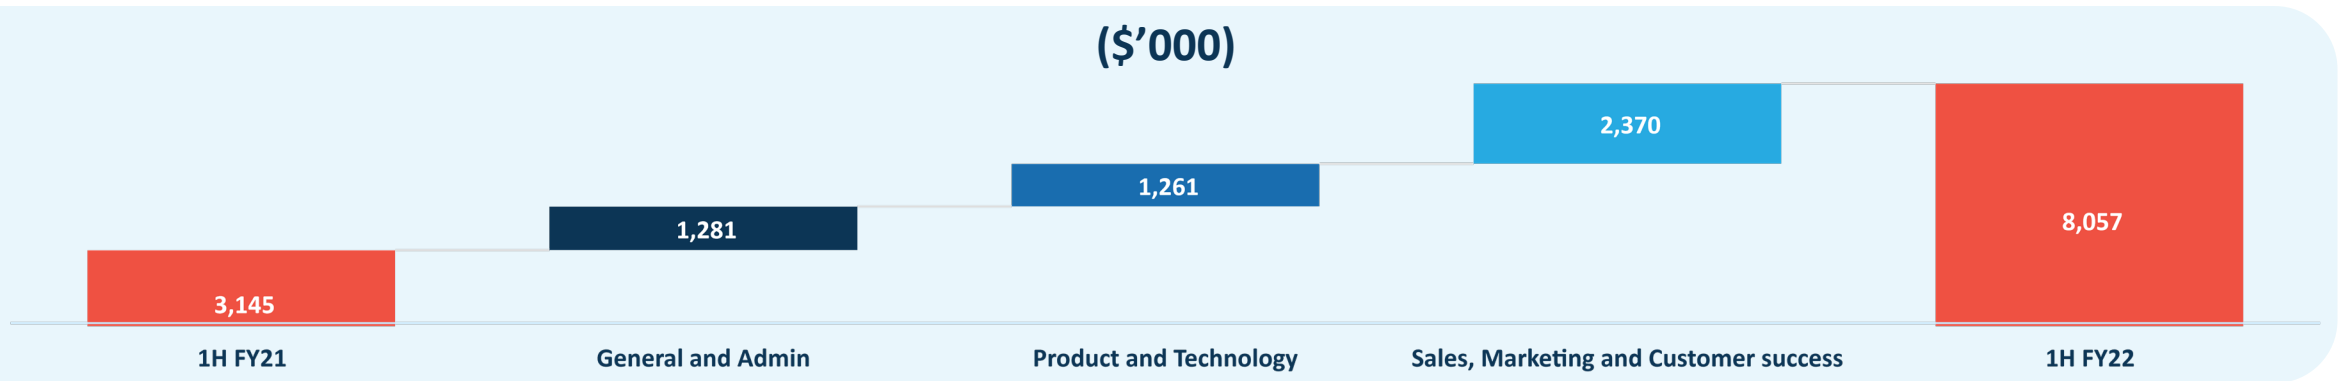 ($’000)
2,370
1,261
8,057
1,281
3,145
1H FY21
General and Admin
Product and Technology
Sales, Marketing and Customer success
1H FY22